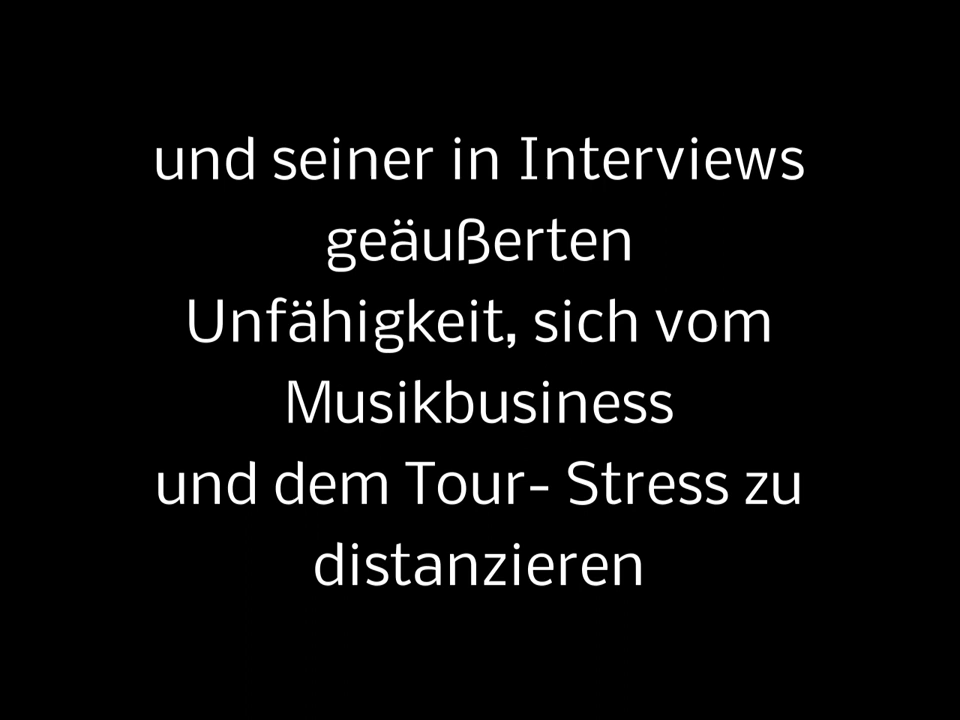 und seiner in Interviews
geäußerten
Unfähigkeit, sich vom
Musikbusiness
und dem Tour- Stress zu
distanzieren